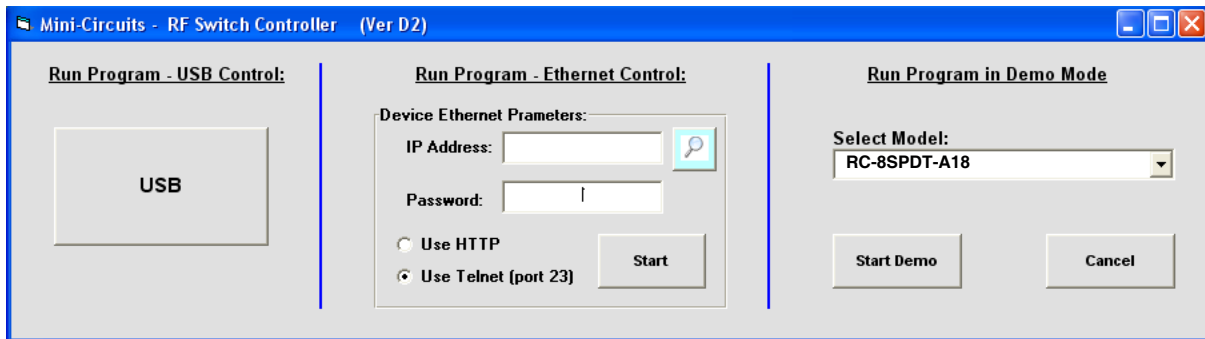 Mini-Circuits - RF Switch Controller (Ver D2)
Run Program - USB Control:
USB
Run Program - Ethernet Control:
Device Ethernet Prameters:
IP Address:
Password:
Use HTTP
Use Telnet (port 23)
Start
Run Program in Demo Mode
Select Model:
RC-8SPDT-A18
Start Demo
Cancel